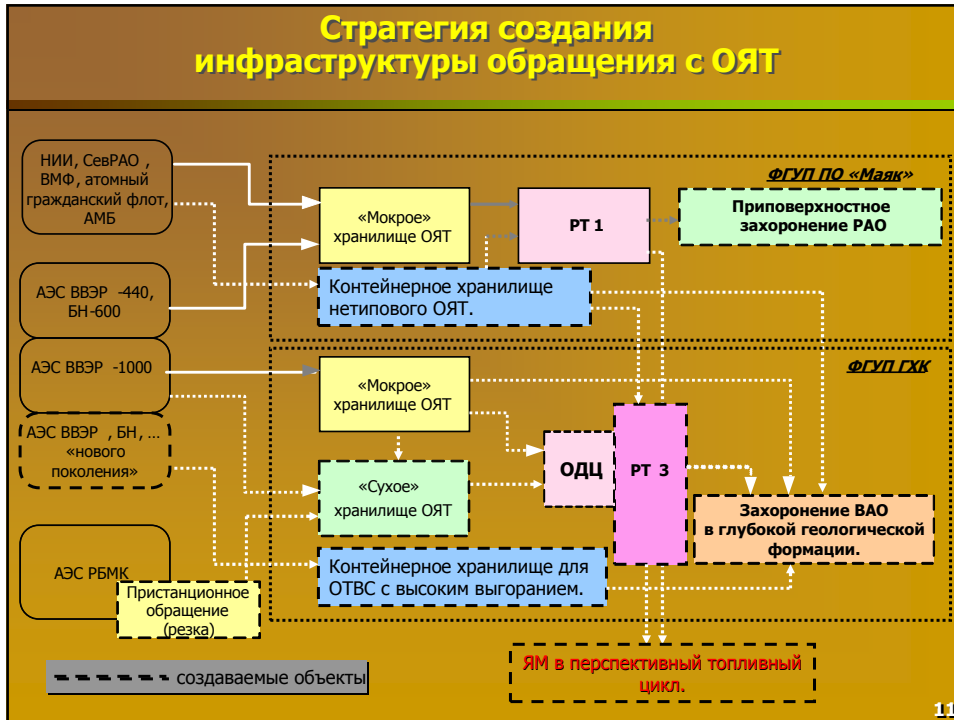 Стратегия создания
инфраструктуры обращения с ОЯТ
НИИ, СевРАО ,
ВМФ, атомный
гражданский флот,
АМБ
АЭС ВВЭР -440,
БН-600
АЭС ВВЭР -1000
АЭС ВВЭР , БН, ...
«нового
поколения»
АЭС РБМК
Пристанционное
обращение
(резка)
ФГУП ПО «Маяк»
«Мокрое»
хранилище ОЯТ
РТ 1
Приповерхностное
захоронение РАО
Контейнерное хранилище
нетипового ОЯТ.
ФГУП ГХК
«Мокрое»
хранилище ОЯТ
«Сухое»
хранилище ОЯТ
ОДЦ
РТ 3
Захоронение ВАО
в глубокой геологической
формации.
Контейнерное хранилище для
ОТВС с высоким выгоранием.
ЯМ в перспективный топливный
цикл.
создаваемые объекты
11